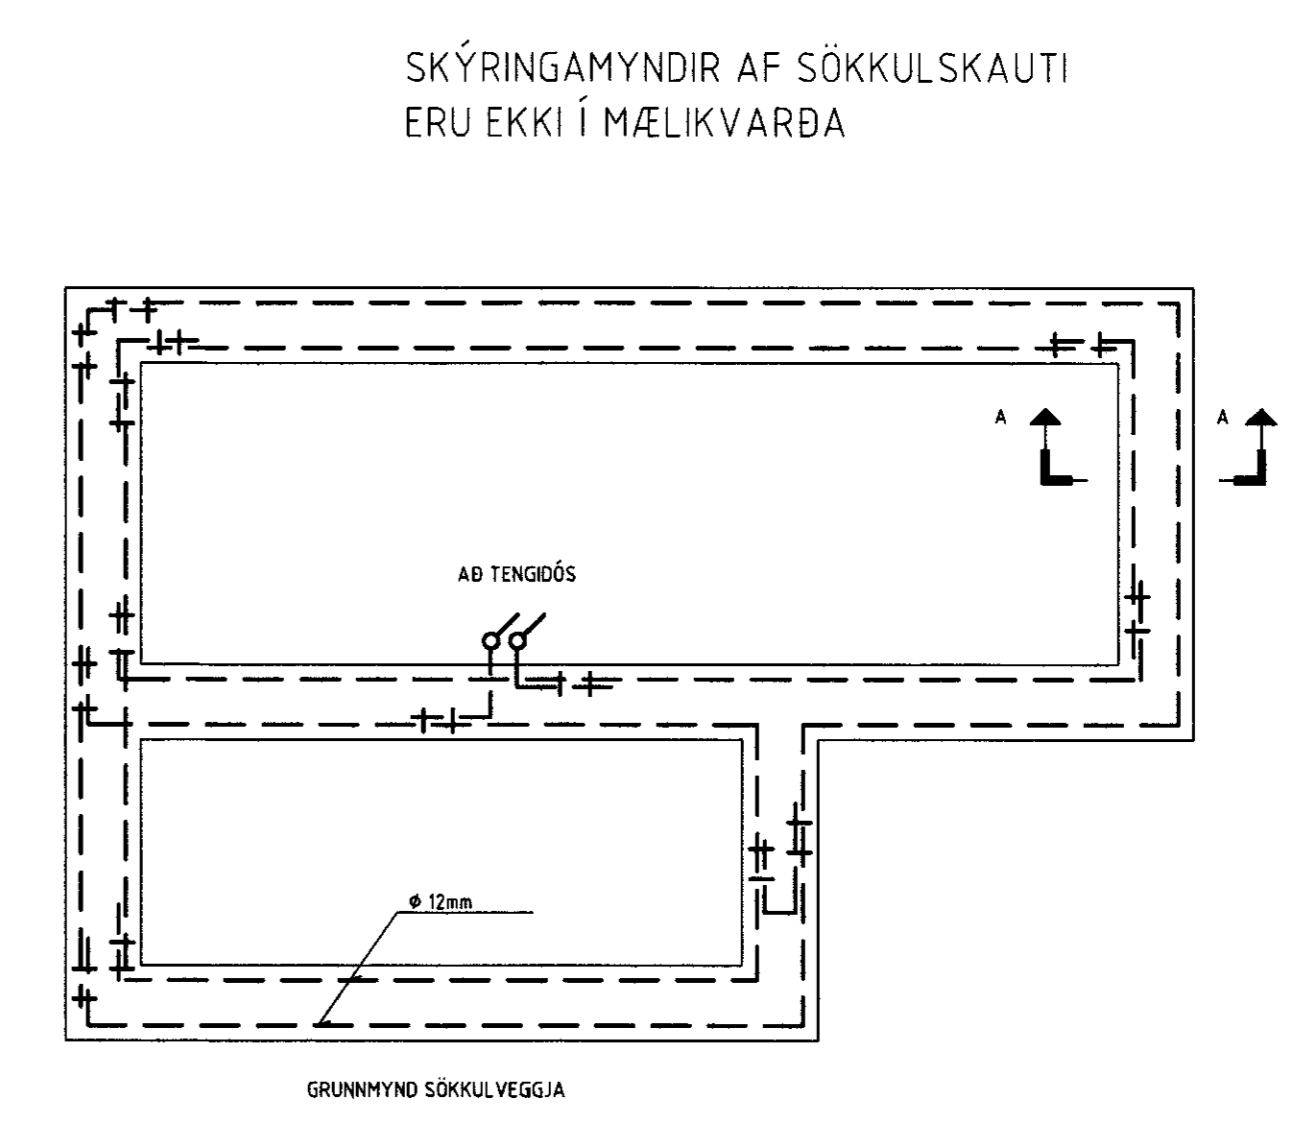 SKÝRINGAMYNDIR AF SÖKKULSKAUTI
ERU EKKI Í MÆLIKVARÐA
A
A
AÐ TENGIDÓS
Ø 12mm
GRUNNMYND SÖKKULVEGGJA